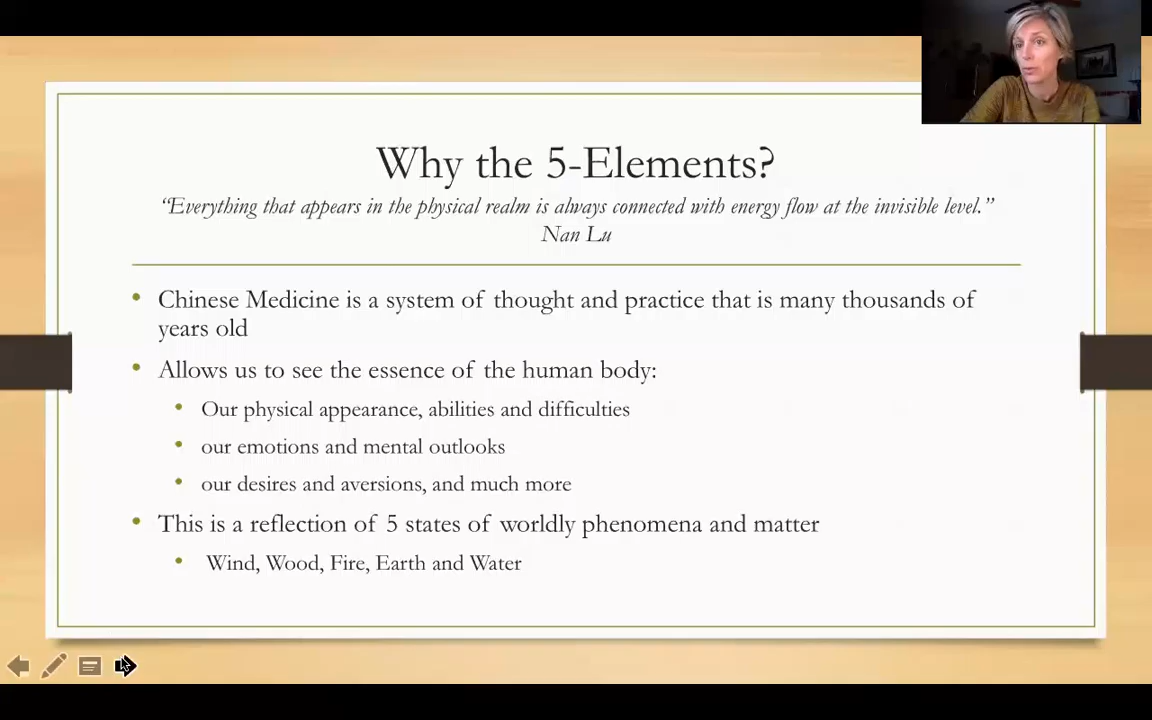 Why the 5-Elements?
“Everything that appears in the physical realm is always connected with energy flow at the invisible level.”
Nan Lu
• Chinese Medicine is a system of thought and practice that is many thousands of
years old
• Allows us to see the essence of the human body:
• Our physical appearance, abilities and difficulties
• our emotions and mental outlooks
• our desires and aversions, and much more
• This is a reflection of 5 states of worldly phenomena and matter
• Wind, Wood, Fire, Earth and Water